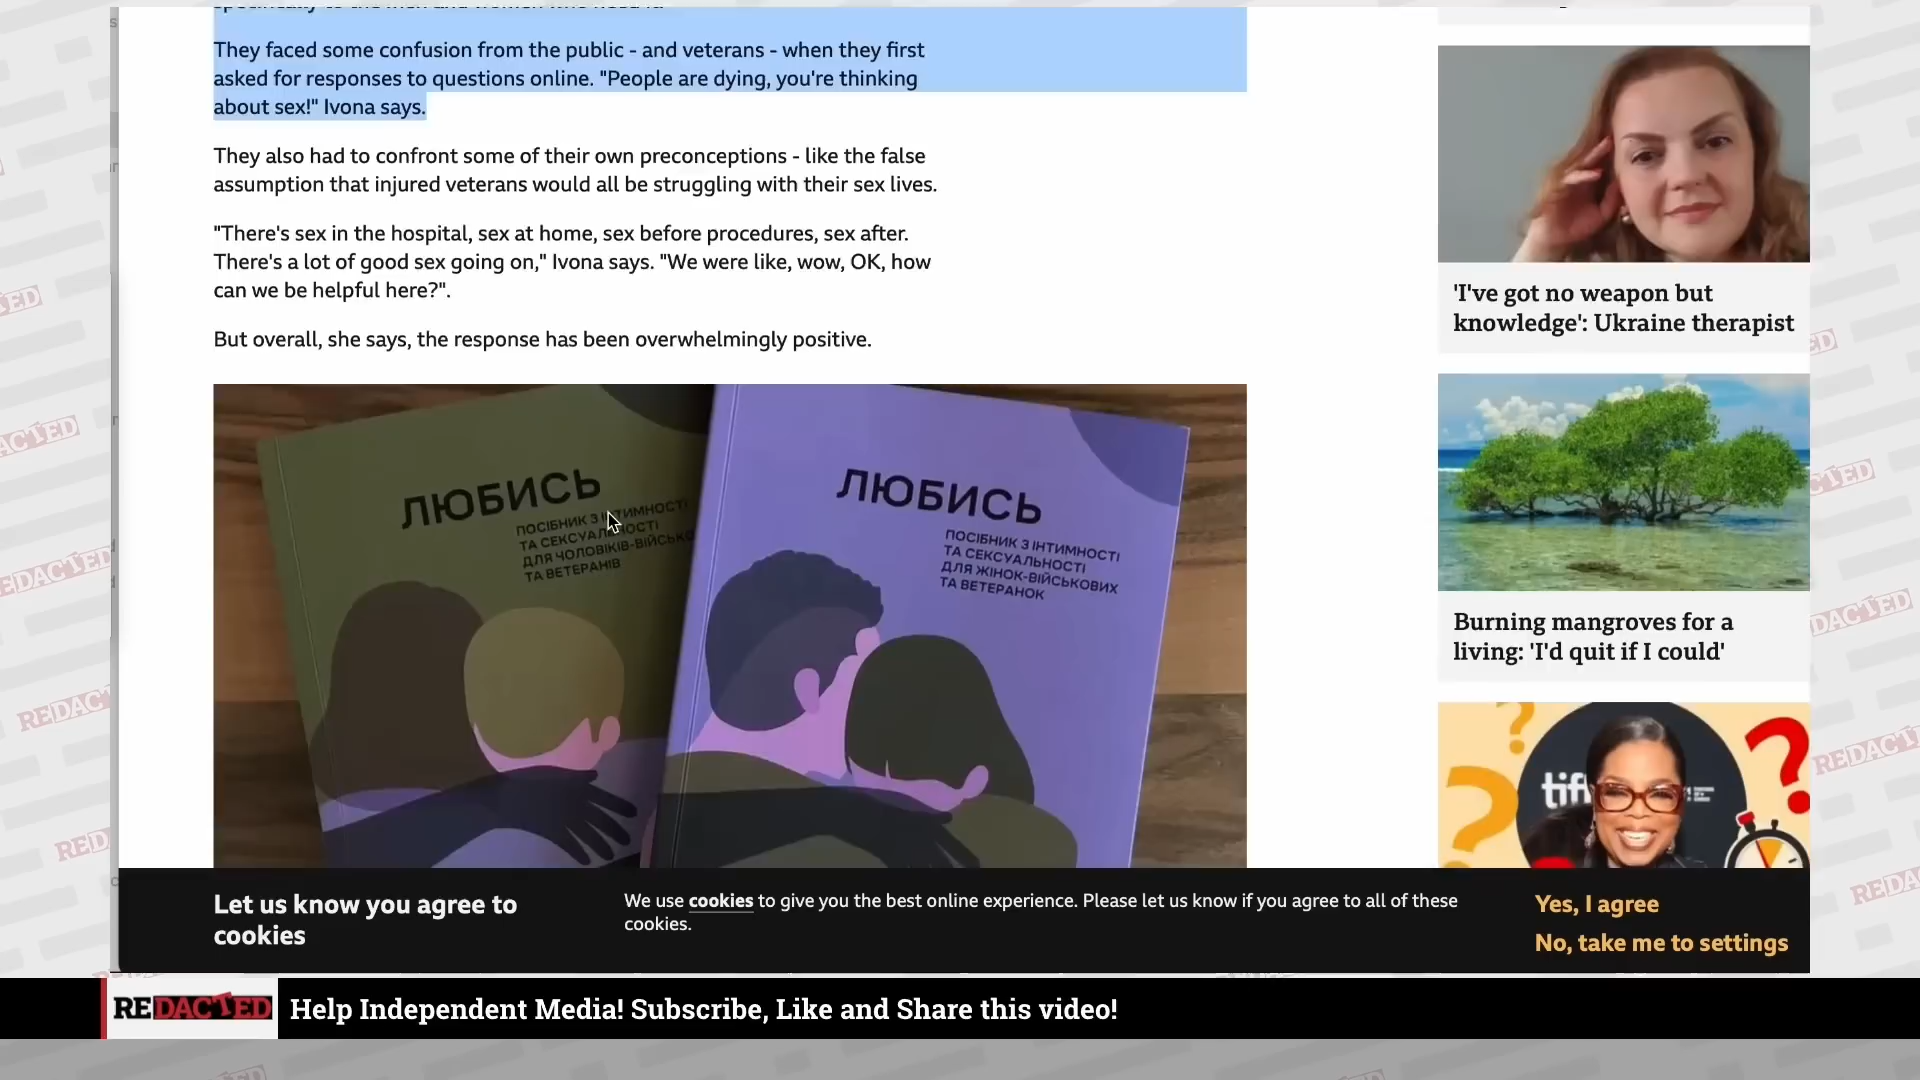 They faced some confusion from the public - and veterans - when they first
asked for responses to questions online. "People are dying, you're thinking
about sex!" Ivona says.
They also had to confront some of their own preconceptions - like the false
assumption that injured veterans would all be struggling with their sex lives.
"There's sex in the hospital, sex at home, sex before procedures, sex after.
There's a lot of good sex going on," Ivona says. "We were like, wow, OK, how
can we be helpful here?".
But overall, she says, the response has been overwhelmingly positive.
ЛЮБИСЬ
ПОСІБНИК З ІНТИМНОСТІ
ТА СЕКСУАЛЬНОСТІ
ДЛЯ ЧОЛОВІКІВ-ВІЙСЬКО
ТА ВЕТЕРАНІВ
ЛЮБИСЬ
ПОСІБНИК З ІНТИМНОСТІ
ТА СЕКСУАЛЬНОСТІ
ДЛЯ ЖІНОК-ВІЙСЬКОВИХ
ТА ВЕТЕРАНОК
'I've got no weapon but
knowledge': Ukraine therapist
Burning mangroves for a
living: 'I'd quit if I could'
tiff
Let us know you agree to
cookies
We use cookies to give you the best online experience. Please let us know if you agree to all of these
cookies.
Yes, I agree
No, take me to settings
REDACTED
Help Independent Media! Subscribe, Like and Share this video!